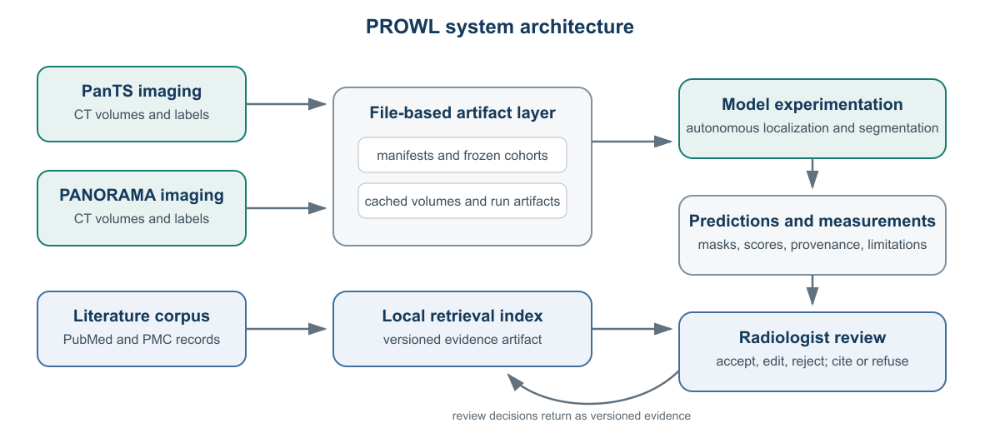 PROWL system architecture
PanTS imaging
CT volumes and labels
PANORAMA imaging
CT volumes and labels
File-based artifact layer
manifests and frozen cohorts
cached volumes and run artifacts
Model experimentation
autonomous localization and segmentation
Predictions and measurements
masks, scores, provenance, limitations
Literature corpus
PubMed and PMC records
Local retrieval index
versioned evidence artifact
Radiologist review
accept, edit, reject; cite or refuse
review decisions return as versioned evidence